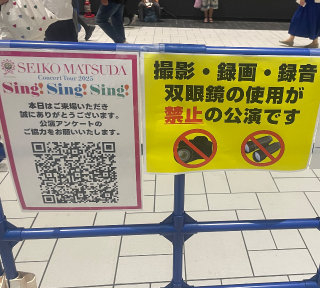 SEIKO MATSUDA
Concert Tour 2025
Sing! Sing! Sing!
本日はご来場いただき
誠にありがとうございます。
公演アンケートの
ご協力をお願いいたします。
撮影・録画・録音
双眼鏡の使用が
禁止の公演です